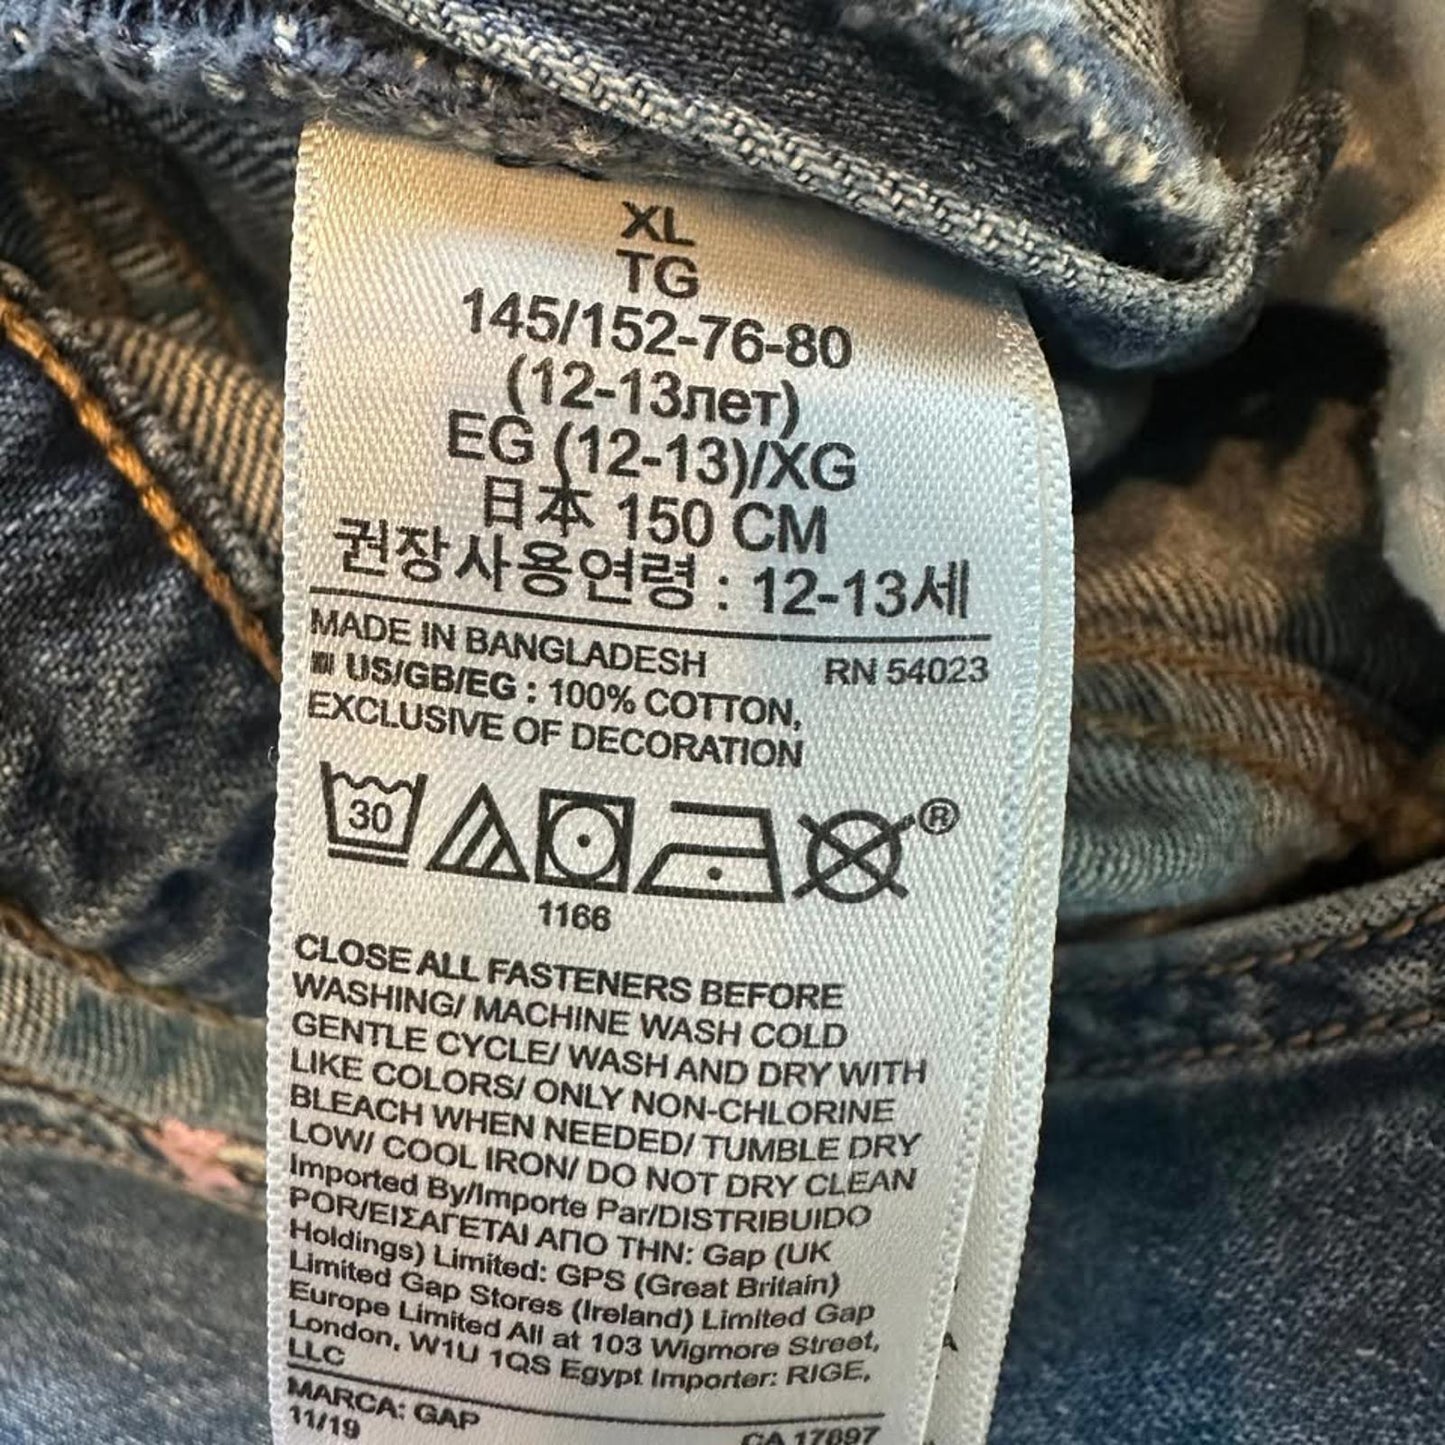 XL
TG
145/152-76-80
(12-13лет)
EG (12-13)/XG
日本 150 CM
권장사용연령 : 12-13세
MADE IN BANGLADESH
RN 54023
US/GB/EG : 100% COTTON,
EXCLUSIVE OF DECORATION
30
®
1166
CLOSE ALL FASTENERS BEFORE
WASHING/ MACHINE WASH COLD
GENTLE CYCLE/ WASH AND DRY WITH
LIKE COLORS/ ONLY NON-CHLORINE
BLEACH WHEN NEEDED/ TUMBLE DRY
LOW/ COOL IRON/ DO NOT DRY CLEAN
Imported By/Importe Par/DISTRIBUIDO
POR/ΕΙΣΑΓΕΤΑΙ ΑΠΟ ΤΗΝ: Gap (UK
Holdings) Limited: GPS (Great Britain)
Limited Gap Stores (Ireland) Limited Gap
Europe Limited All at 103 Wigmore Street,
London, W1U 1QS Egypt Importer: RIGE,
LLC
MARCA: GAP
11/19
CA 17897